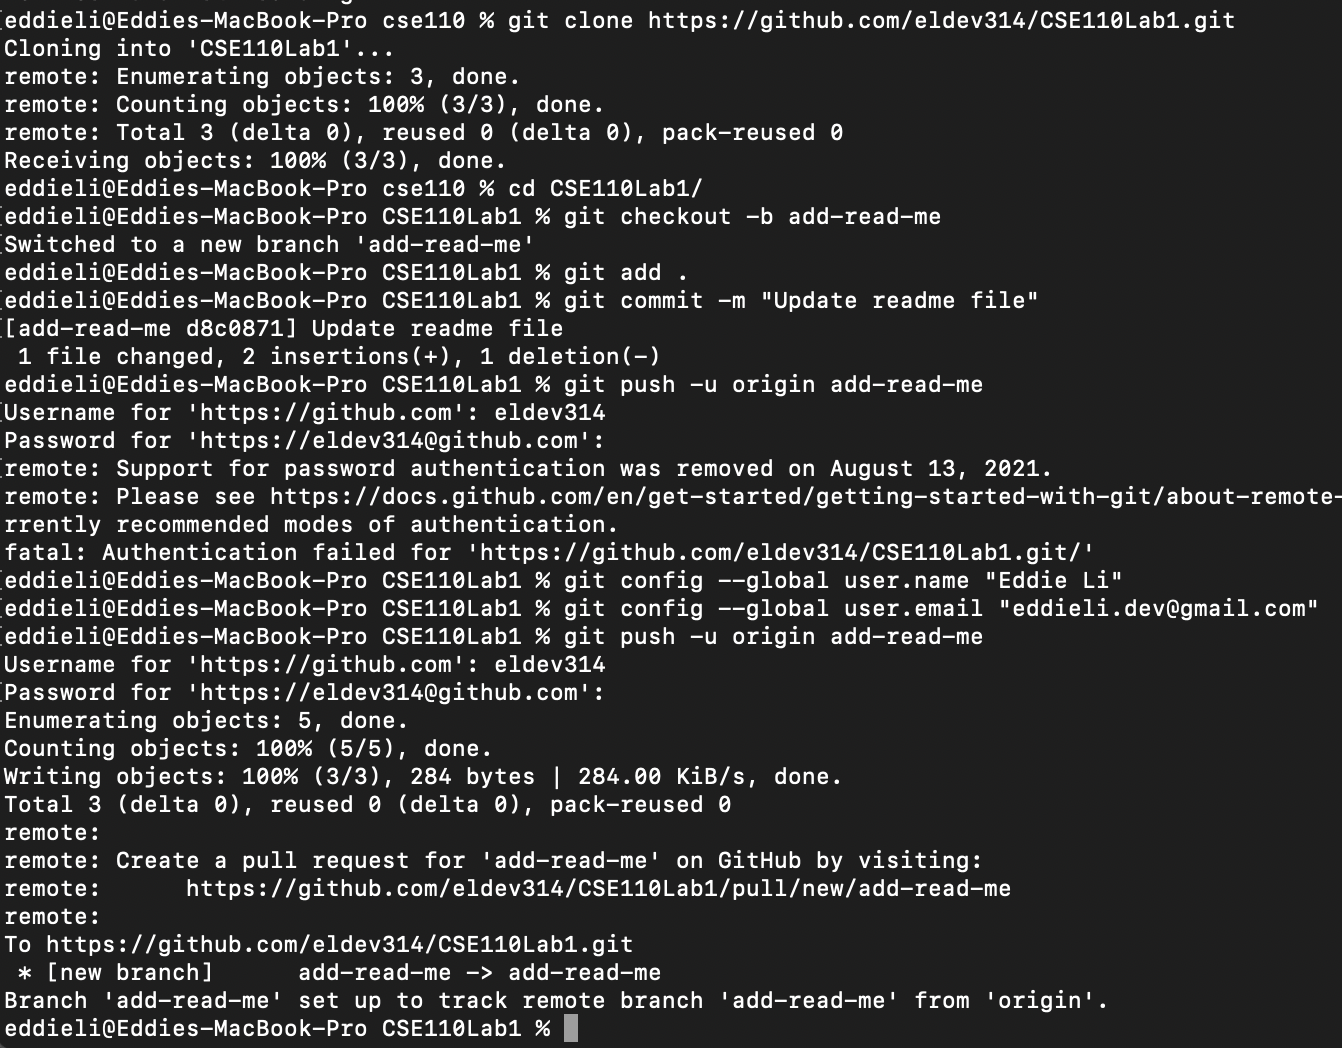 eddieli@Eddies-MacBook-Pro cse110 % git clone https://github.com/eldev314/CSE110Lab1.git
Cloning into 'CSE110Lab1'...
remote: Enumerating objects: 3, done.
remote: Counting objects: 100% (3/3), done.
remote: Total 3 (delta 0), reused 0 (delta 0), pack-reused 0
Receiving objects: 100% (3/3), done.
eddieli@Eddies-MacBook-Pro cse110 % cd CSE110Lab1/
eddieli@Eddies-MacBook-Pro CSE110Lab1 % git checkout -b add-read-me
Switched to a new branch 'add-read-me'
eddieli@Eddies-MacBook-Pro CSE110Lab1 % git add .
eddieli@Eddies-MacBook-Pro CSE110Lab1 % git commit -m "Update readme file"
[add-read-me d8c0871] Update readme file
 1 file changed, 2 insertions(+), 1 deletion(-)
eddieli@Eddies-MacBook-Pro CSE110Lab1 % git push -u origin add-read-me
Username for 'https://github.com': eldev314
Password for 'https://eldev314@github.com':
remote: Support for password authentication was removed on August 13, 2021.
remote: Please see https://docs.github.com/en/get-started/getting-started-with-git/about-remote-
rrently recommended modes of authentication.
fatal: Authentication failed for 'https://github.com/eldev314/CSE110Lab1.git/'
eddieli@Eddies-MacBook-Pro CSE110Lab1 % git config --global user.name "Eddie Li"
eddieli@Eddies-MacBook-Pro CSE110Lab1 % git config --global user.email "eddieli.dev@gmail.com"
eddieli@Eddies-MacBook-Pro CSE110Lab1 % git push -u origin add-read-me
Username for 'https://github.com': eldev314
Password for 'https://eldev314@github.com':
Enumerating objects: 5, done.
Counting objects: 100% (5/5), done.
Writing objects: 100% (3/3), 284 bytes | 284.00 KiB/s, done.
Total 3 (delta 0), reused 0 (delta 0), pack-reused 0
remote:
remote: Create a pull request for 'add-read-me' on GitHub by visiting:
remote:      https://github.com/eldev314/CSE110Lab1/pull/new/add-read-me
remote:
To https://github.com/eldev314/CSE110Lab1.git
 * [new branch]      add-read-me -> add-read-me
Branch 'add-read-me' set up to track remote branch 'add-read-me' from 'origin'.
eddieli@Eddies-MacBook-Pro CSE110Lab1 %